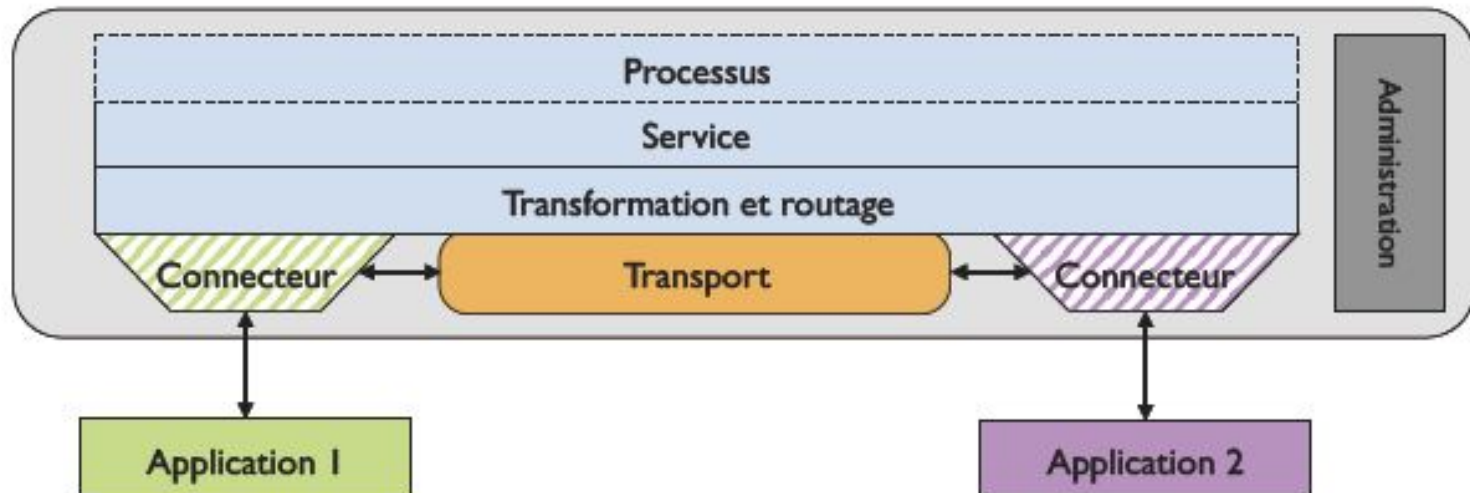 Processus
Service
Transformation et routage
Connecteur
Transport
Connecteur
Administration
Application 1
Application 2